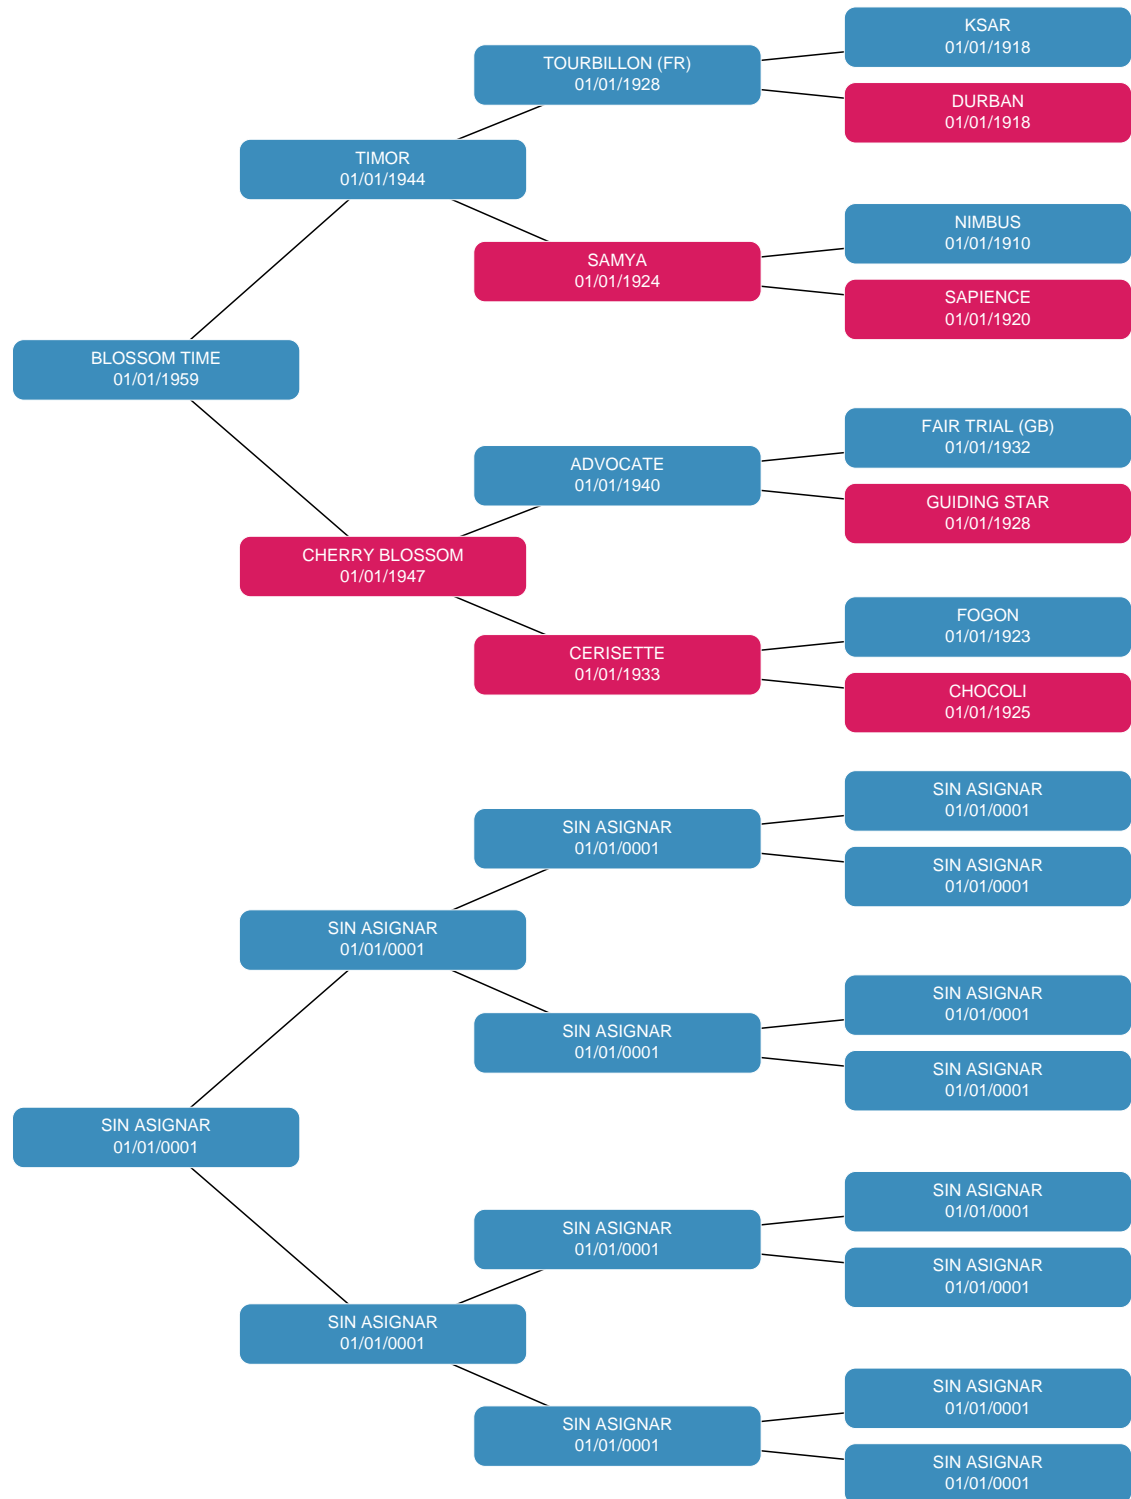 KSAR
01/01/1918
TOURBILLON (FR)
01/01/1928
DURBAN
01/01/1918
TIMOR
01/01/1944
NIMBUS
01/01/1910
SAMYA
01/01/1924
SAPIENCE
01/01/1920
BLOSSOM TIME
01/01/1959
FAIR TRIAL (GB)
01/01/1932
ADVOCATE
01/01/1940
GUIDING STAR
01/01/1928
CHERRY BLOSSOM
01/01/1947
FOGON
01/01/1923
CERISETTE
01/01/1933
CHOCOLI
01/01/1925
SIN ASIGNAR
01/01/0001
SIN ASIGNAR
01/01/0001
SIN ASIGNAR
01/01/0001
SIN ASIGNAR
01/01/0001
SIN ASIGNAR
01/01/0001
SIN ASIGNAR
01/01/0001
SIN ASIGNAR
01/01/0001
SIN ASIGNAR
01/01/0001
SIN ASIGNAR
01/01/0001
SIN ASIGNAR
01/01/0001
SIN ASIGNAR
01/01/0001
SIN ASIGNAR
01/01/0001
SIN ASIGNAR
01/01/0001
SIN ASIGNAR
01/01/0001
SIN ASIGNAR
01/01/0001